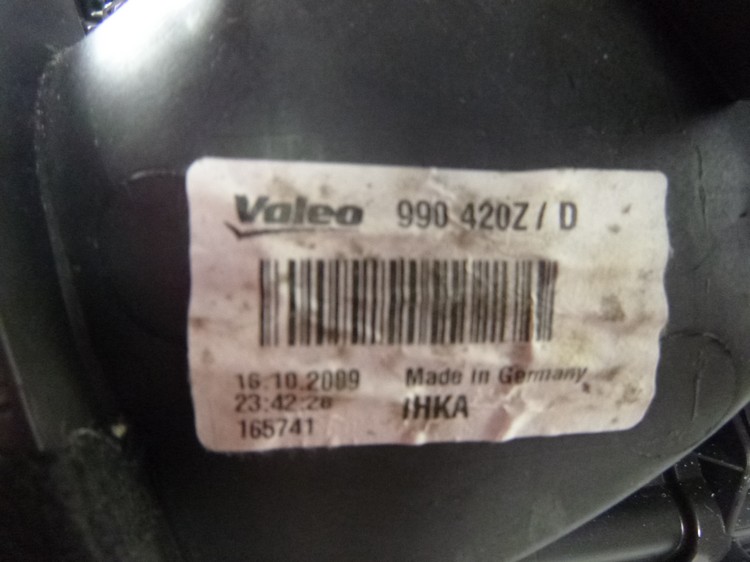 Valeo 990 420Z / D
16.10.2009 Made in Germany
23:42:28 IHKA
165741